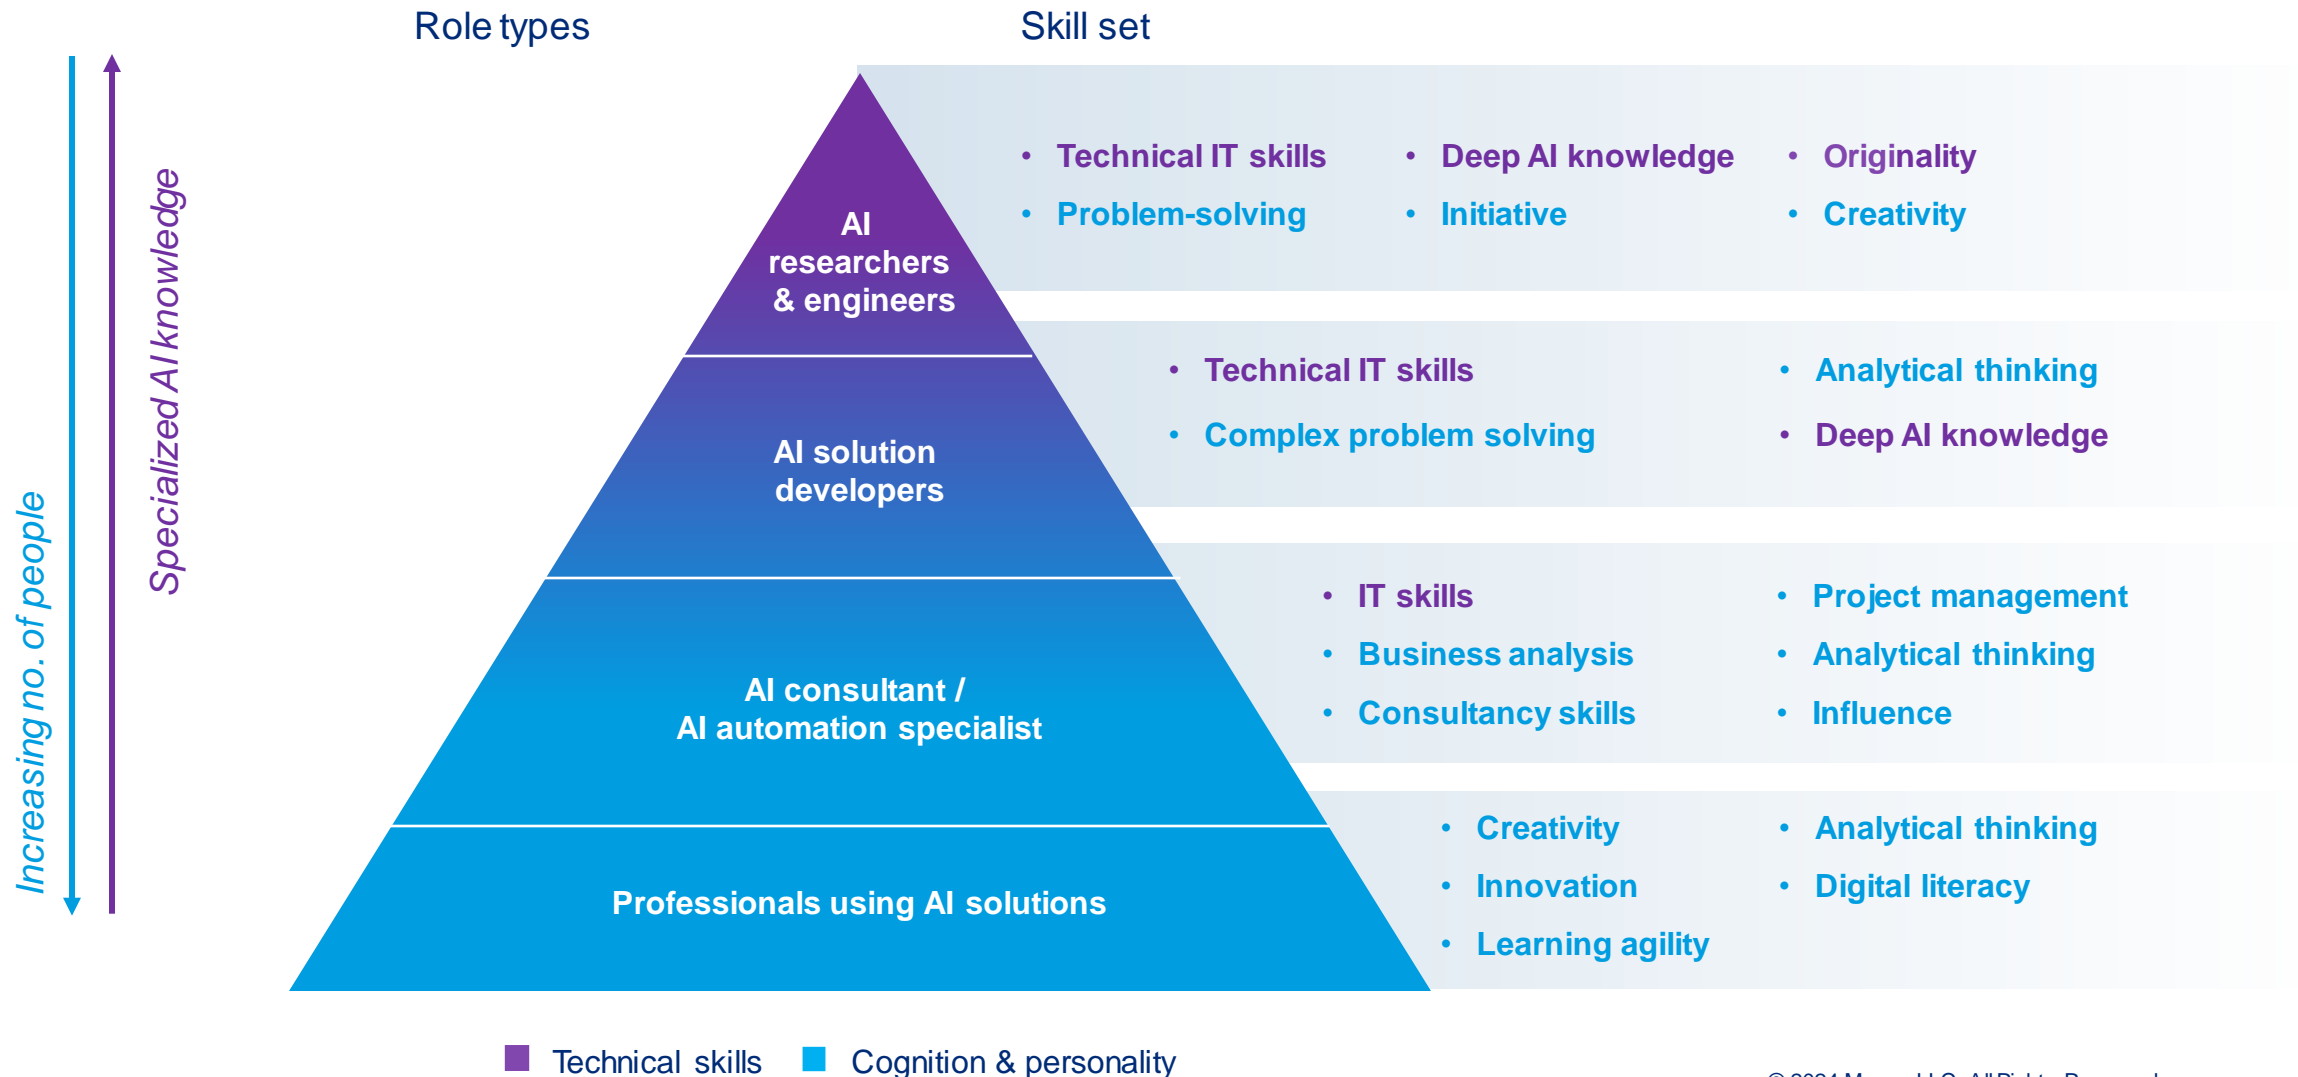 Role types
Skill set
Increasing no. of people
Specialized AI knowledge
AI
researchers
& engineers
• Technical IT skills
• Deep AI knowledge
• Originality
• Problem-solving
• Initiative
• Creativity
AI solution
developers
• Technical IT skills
• Analytical thinking
• Complex problem solving
• Deep AI knowledge
AI consultant /
AI automation specialist
• IT skills
• Project management
• Business analysis
• Analytical thinking
• Consultancy skills
• Influence
Professionals using AI solutions
• Creativity
• Analytical thinking
• Innovation
• Digital literacy
• Learning agility
Technical skills
Cognition & personality